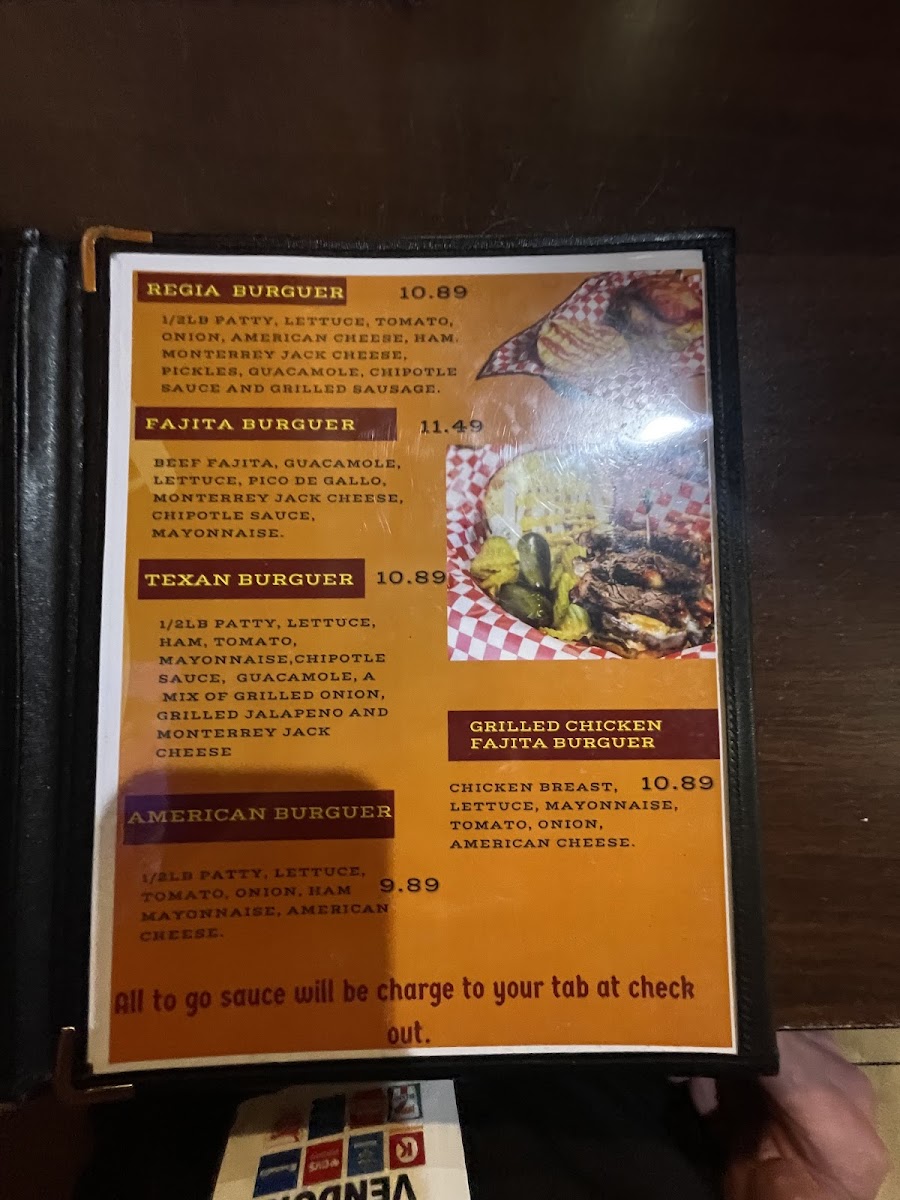 REGIA BURGUER 10.89
1/2LB PATTY, LETTUCE, TOMATO,
ONION, AMERICAN CHEESE, HAM.
MONTERREY JACK CHEESE,
PICKLES, GUACAMOLE, CHIPOTLE
SAUCE AND GRILLED SAUSAGE.
FAJITA BURGUER 11.49
BEEF FAJITA, GUACAMOLE,
LETTUCE, PICO DE GALLO,
MONTERREY JACK CHEESE,
CHIPOTLE SAUCE,
MAYONNAISE.
TEXAN BURGUER 10.89
1/2LB PATTY, LETTUCE,
HAM, TOMATO,
MAYONNAISE,CHIPOTLE
SAUCE, GUACAMOLE, A
MIX OF GRILLED ONION,
GRILLED JALAPENO AND
MONTERREY JACK
CHEESE
AMERICAN BURGUER
1/2LB PATTY, LETTUCE,
TOMATO, ONION, HAM 9.89
MAYONNAISE, AMERICAN
CHEESE.
GRILLED CHICKEN
FAJITA BURGUER
CHICKEN BREAST, 10.89
LETTUCE, MAYONNAISE,
TOMATO, ONION,
AMERICAN CHEESE.
All to go sauce will be charge to your tab at check
out.
K
CVS